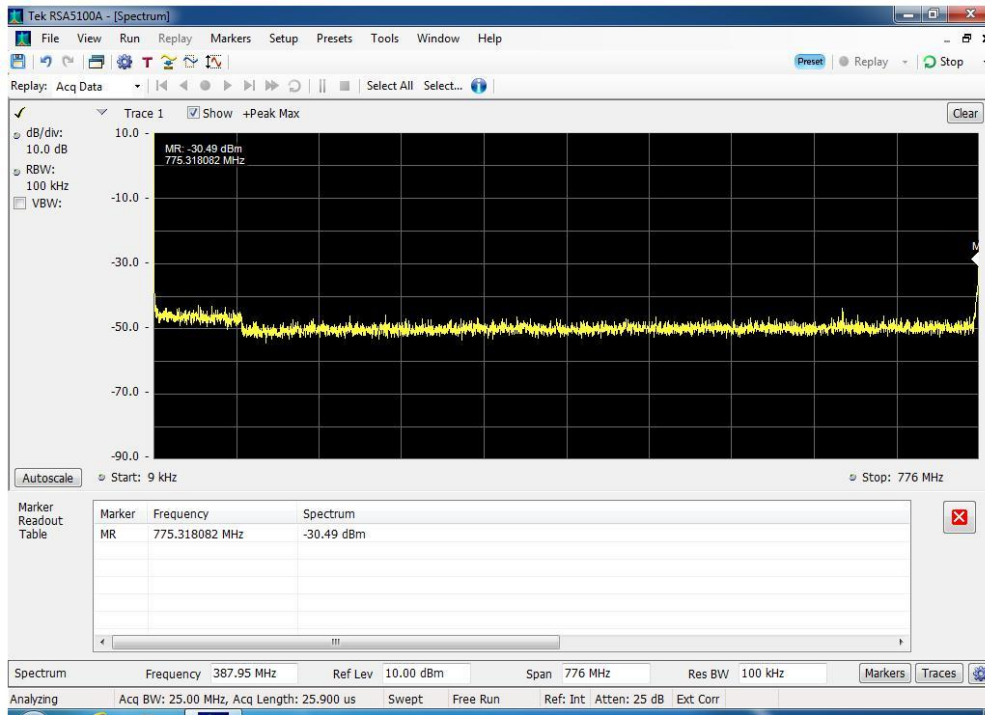 Tek RSA5100A - [Spectrum]
File View Run Replay Markers Setup Presets Tools Window Help
Preset Replay Stop
Replay: Acq Data Select All Select...
Trace 1 Show +Peak Max Clear
dB/div:
10.0 dB
RBW:
100 kHz
VBW:
10.0
-10.0
-30.0
-50.0
-70.0
-90.0
MR: -30.49 dBm
775.318082 MHz
M
Autoscale Start: 9 kHz Stop: 776 MHz
Marker
Readout
Table
Marker Frequency Spectrum
MR 775.318082 MHz -30.49 dBm
Spectrum Frequency 387.95 MHz Ref Lev 10.00 dBm Span 776 MHz Res BW 100 kHz Markers Traces
Analyzing Acq BW: 25.00 MHz, Acq Length: 25.900 us Swept Free Run Ref: Int Atten: 25 dB Ext Corr